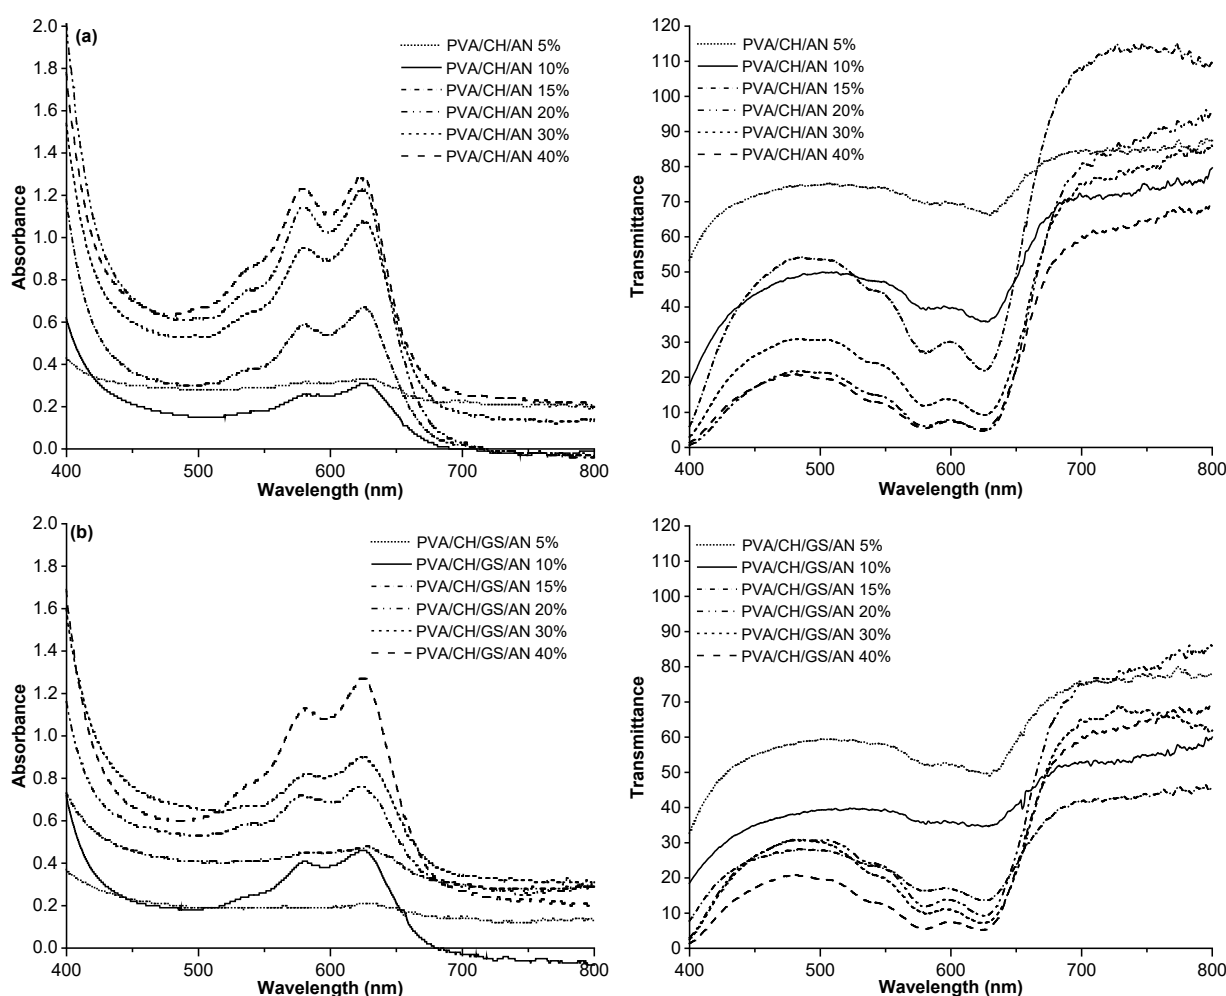 (a)
PVA/CH/AN 5%
PVA/CH/AN 10%
PVA/CH/AN 15%
PVA/CH/AN 20%
PVA/CH/AN 30%
PVA/CH/AN 40%
2.0
1.8
1.6
1.4
1.2
1.0
0.8
0.6
0.4
0.2
0.0
Absorbance
400 500 600 700 800
Wavelength (nm)
PVA/CH/AN 5%
PVA/CH/AN 10%
PVA/CH/AN 15%
PVA/CH/AN 20%
PVA/CH/AN 30%
PVA/CH/AN 40%
120
110
100
90
80
70
60
50
40
30
20
10
0
Transmittance
400 500 600 700 800
Wavelength (nm)
(b)
PVA/CH/GS/AN 5%
PVA/CH/GS/AN 10%
PVA/CH/GS/AN 15%
PVA/CH/GS/AN 20%
PVA/CH/GS/AN 30%
PVA/CH/GS/AN 40%
2.0
1.8
1.6
1.4
1.2
1.0
0.8
0.6
0.4
0.2
0.0
Absorbance
400 500 600 700 800
Wavelength (nm)
PVA/CH/GS/AN 5%
PVA/CH/GS/AN 10%
PVA/CH/GS/AN 15%
PVA/CH/GS/AN 20%
PVA/CH/GS/AN 30%
PVA/CH/GS/AN 40%
120
110
100
90
80
70
60
50
40
30
20
10
0
Transmittance
400 500 600 700 800
Wavelength (nm)